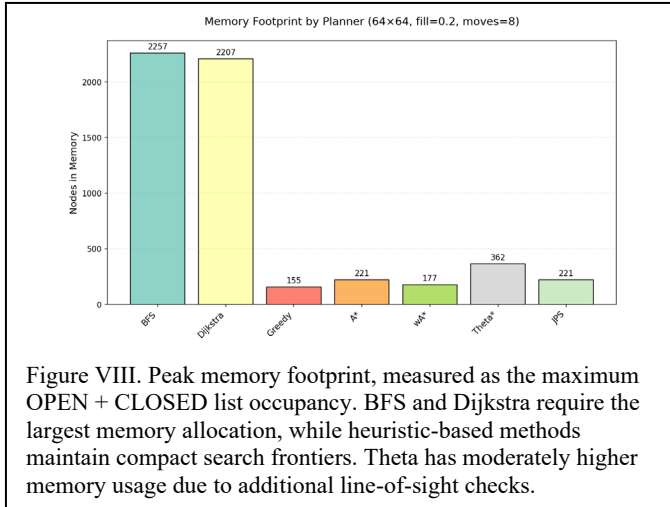 Memory Footprint by Planner (64×64, fill=0.2, moves=8)
2257
2207
2000
1500
1000
500
0
Nodes in Memory
155
221
177
362
221
BFS
Dijkstra
Greedy
A*
wA*
Theta*
JPS
Figure VIII. Peak memory footprint, measured as the maximum
OPEN + CLOSED list occupancy. BFS and Dijkstra require the
largest memory allocation, while heuristic-based methods
maintain compact search frontiers. Theta has moderately higher
memory usage due to additional line-of-sight checks.